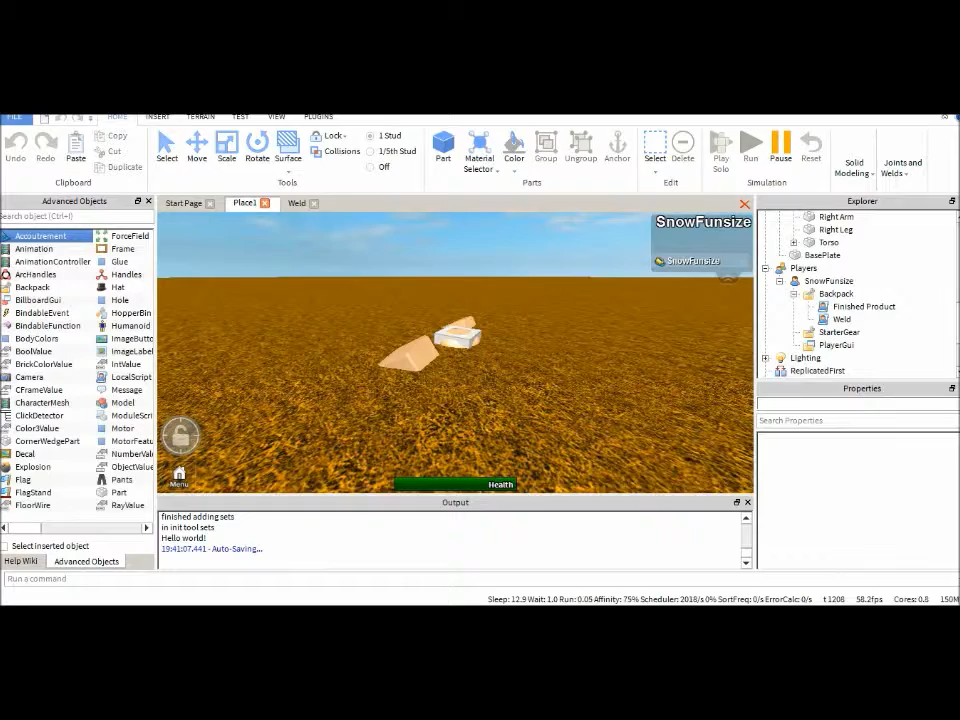 FILE HOME INSERT TERRAIN TEST VIEW PLUGINS
Undo Redo Paste Copy Cut Duplicate
Clipboard
Select Move Scale Rotate Surface
Lock Collisions
1 Stud
1/5th Stud
Off
Tools
Part Material Selector Color Group Ungroup Anchor
Parts
Select Delete
Edit
Play Solo Run Pause Reset
Simulation
Solid Modeling
Joints and Welds
Advanced Objects
Search object (Ctrl+I)
Accoutrement ForceField
Animation Frame
AnimationController Glue
ArcHandles Handles
Backpack Hat
BillboardGui Hole
BindableEvent HopperBin
BindableFunction Humanoid
BodyColors ImageButto
BoolValue ImageLabel
BrickColorValue IntValue
Camera LocalScript
CFrameValue Message
CharacterMesh Model
ClickDetector ModuleScri
Color3Value Motor
CornerWedgePart MotorFeatu
Decal NumberVal
Explosion ObjectValue
Flag Pants
FlagStand Part
FloorWire RayValue
Select inserted object
Help Wiki Advanced Objects
Run a command
Start Page Place1 Weld
SnowFunsize
SnowFunsize
Menu
Health
Output
finished adding sets
in init tool sets
Hello world!
19:41:07.441 - Auto-Saving...
Explorer
Right Arm
Right Leg
Torso
BasePlate
Players
SnowFunsize
Backpack
Finished Product
Weld
StarterGear
PlayerGui
Lighting
ReplicatedFirst
Properties
Search Properties
Sleep: 12.9 Wait: 1.0 Run: 0.05 Affinity: 75% Scheduler: 2018/s 0% SortFreq: 0/s ErrorCalc: 0/s t 1208 58.2fps Cores: 0.8 150M